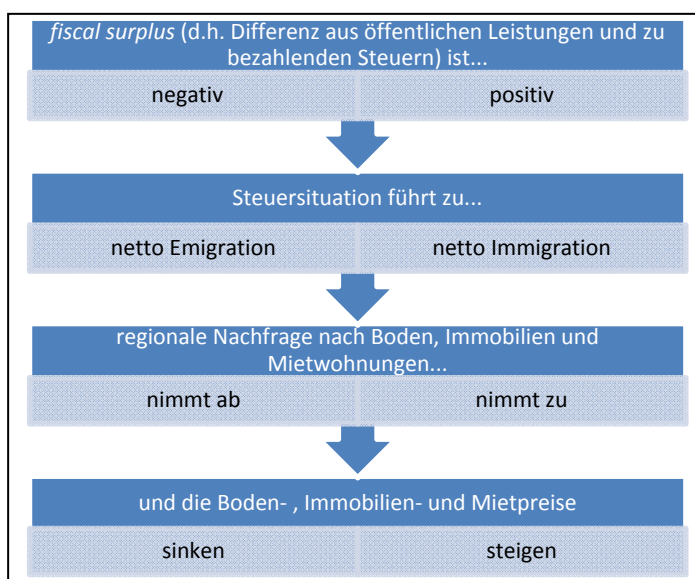 fiscal surplus (d.h. Differenz aus öffentlichen Leistungen und zu
bezahlenden Steuern) ist...
negativ positiv
Steuersituation führt zu...
netto Emigration netto Immigration
regionale Nachfrage nach Boden, Immobilien und
Mietwohnungen...
nimmt ab nimmt zu
und die Boden- , Immobilien- und Mietpreise
sinken steigen